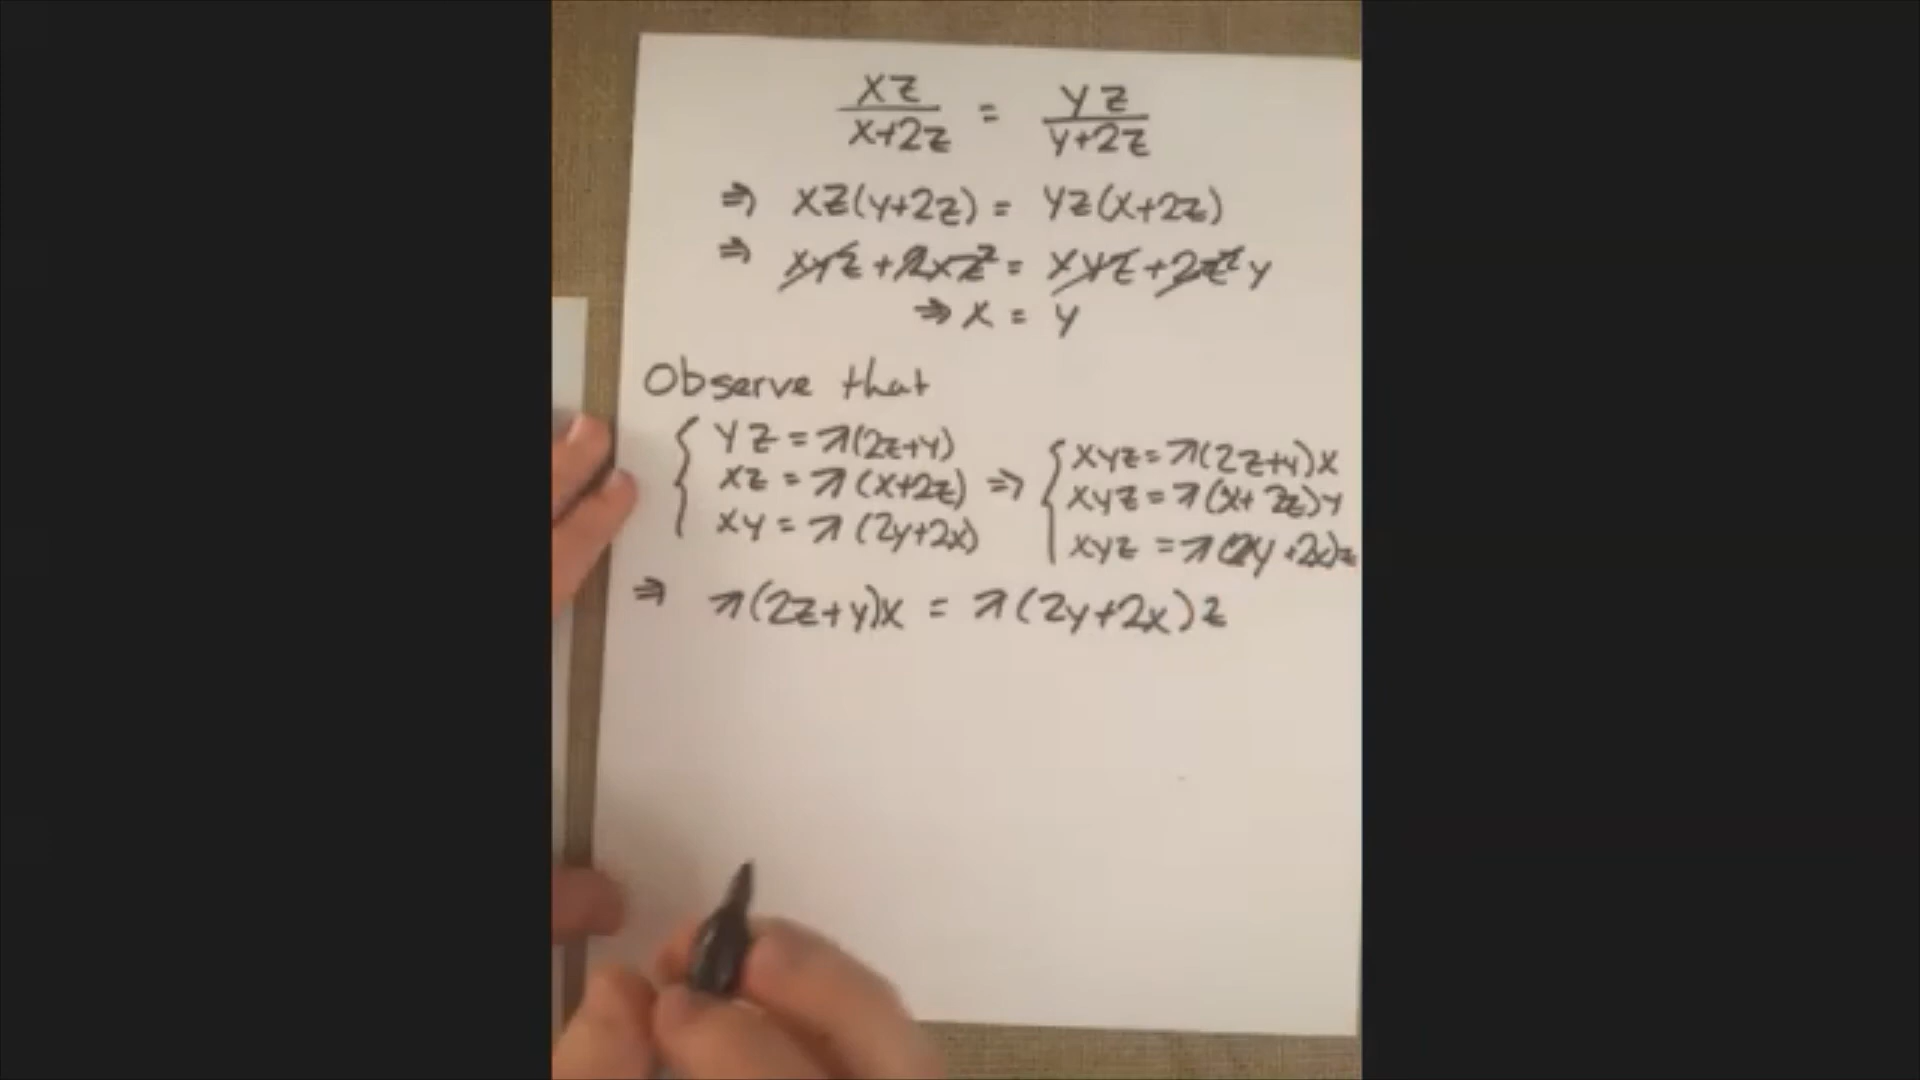 xz/(x+2z) = yz/(y+2z)
⇒ xz(y+2z) = yz(x+2z)
⇒ xyz + 2xz² = xyz + 2z²y
⇒ x = y
Observe that
{ yz = λ(2z+y) ⇒ { xyz = λ(2z+y)x
xz = λ(x+2z) xyz = λ(x+2z)y
xy = λ(2y+2x) xyz = λ(2y+2x)z
⇒ λ(2z+y)x = λ(2y+2x)z